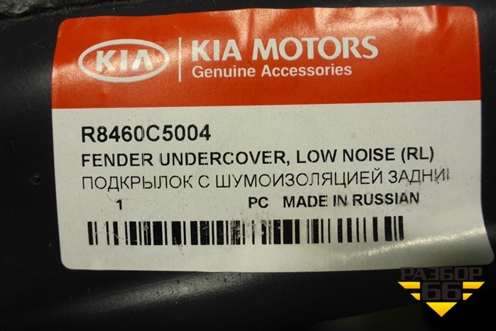 KIA
KIA MOTORS
Genuine Accessories
R8460C5004
FENDER UNDERCOVER, LOW NOISE (RL)
ПОДКРЫЛОК С ШУМОИЗОЛЯЦИЕЙ ЗАДНИ
1 PC MADE IN RUSSIAN
РАЗБОР
66